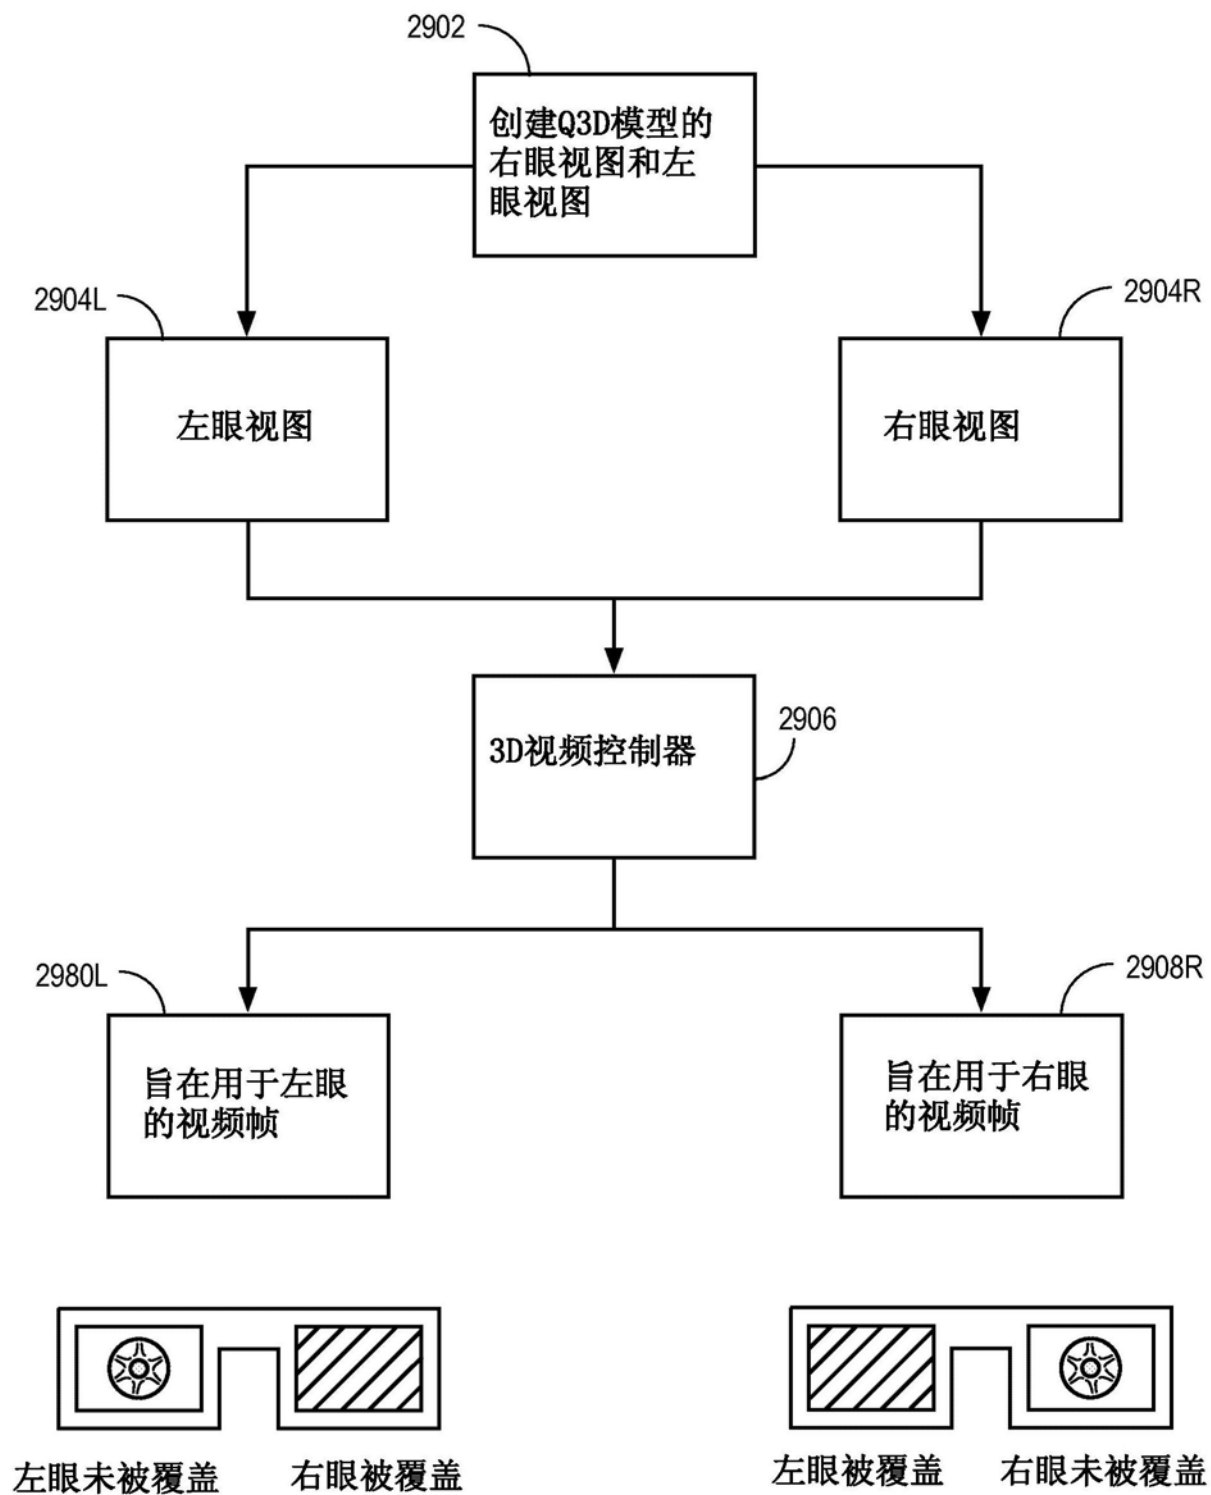 2902
创建Q3D模型的
右眼视图和左
眼视图
2904L
2904R
左眼视图
右眼视图
3D视频控制器
2906
2980L
2908R
旨在用于左眼
的视频帧
旨在用于右眼
的视频帧
左眼未被覆盖
右眼被覆盖
左眼被覆盖
右眼未被覆盖